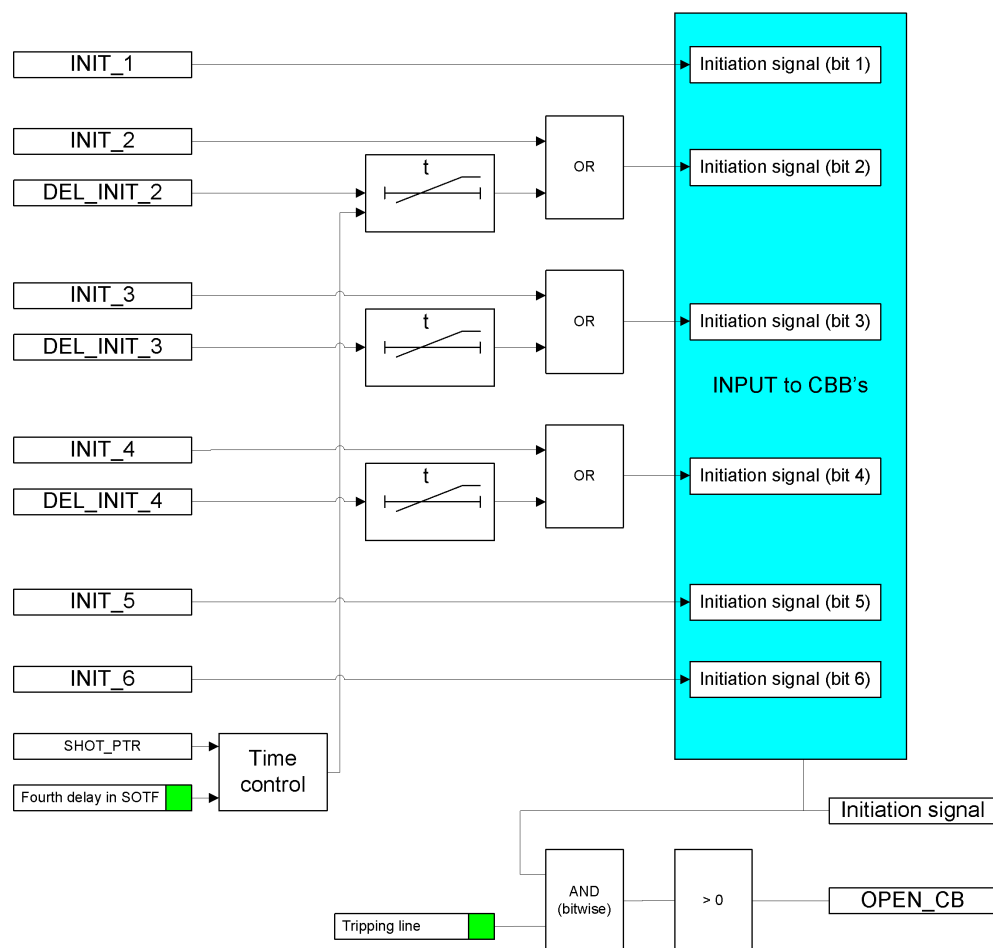 INIT_1
Initiation signal (bit 1)
INIT_2
OR
Initiation signal (bit 2)
t
DEL_INIT_2
INIT_3
OR
Initiation signal (bit 3)
t
DEL_INIT_3
INPUT to CBB's
INIT_4
OR
Initiation signal (bit 4)
t
DEL_INIT_4
INIT_5
Initiation signal (bit 5)
INIT_6
Initiation signal (bit 6)
SHOT_PTR
Time
control
Fourth delay in SOTF
Initiation signal
AND
(bitwise)
> 0
OPEN_CB
Tripping line